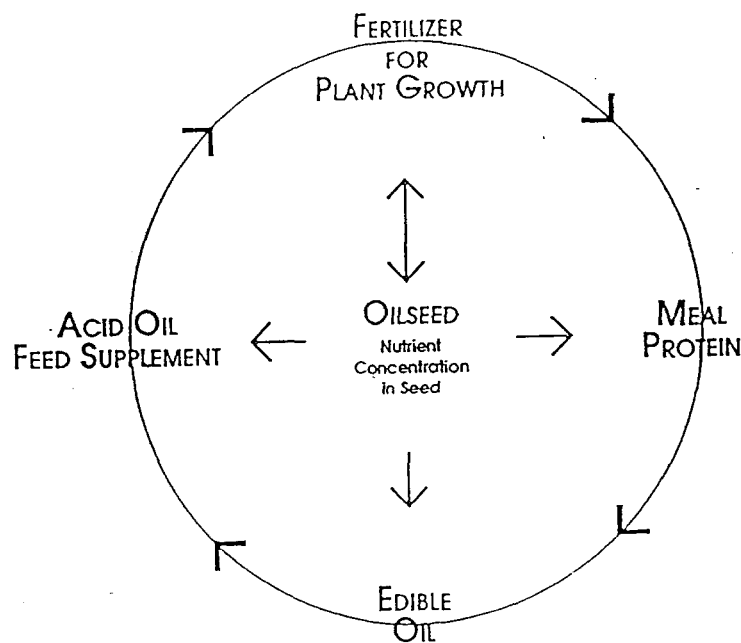 FERTILIZER
FOR
PLANT GROWTH
ACID OIL
FEED SUPPLEMENT
OILSEED
Nutrient
Concentration
in Seed
MEAL
PROTEIN
EDIBLE
OIL